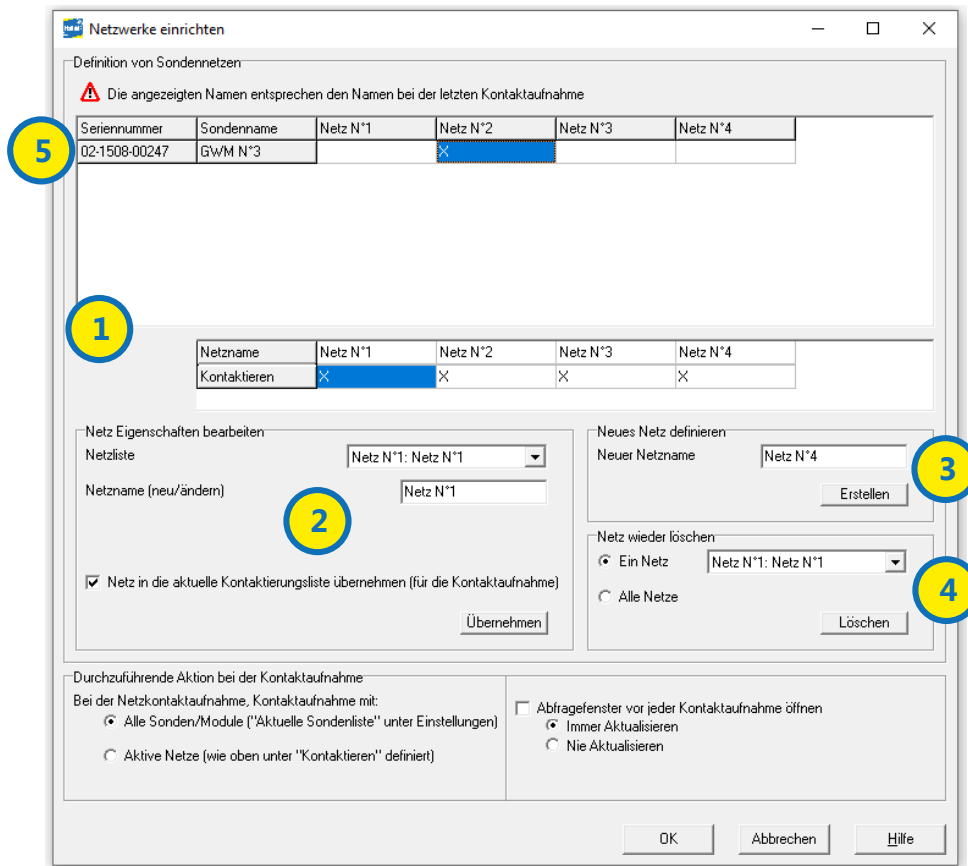 Netzwerke einrichten
Definition von Sondennetzen
Die angezeigten Namen entsprechen den Namen bei der letzten Kontaktaufnahme
Seriennummer Sondenname Netz N°1 Netz N°2 Netz N°3 Netz N°4
5 02-1508-00247 GWM N°3 X
1
Netzname Netz N°1 Netz N°2 Netz N°3 Netz N°4
Kontaktieren X X X X
Netz Eigenschaften bearbeiten
Netzliste Netz N°1: Netz N°1
Netzname (neu/ändern) Netz N°1
2
Netz in die aktuelle Kontaktierungsliste übernehmen (für die Kontaktaufnahme)
Übernehmen
Neues Netz definieren
Neuer Netzname Netz N°4
3
Erstellen
Netz wieder löschen
Ein Netz Netz N°1: Netz N°1
4
Alle Netze
Löschen
Durchzuführende Aktion bei der Kontaktaufnahme
Bei der Netzkontaktaufnahme, Kontaktaufnahme mit:
Alle Sonden/Module ("Aktuelle Sondenliste" unter Einstellungen)
Aktive Netze (wie oben unter "Kontaktieren" definiert)
Abfragefenster vor jeder Kontaktaufnahme öffnen
Immer Aktualisieren
Nie Aktualisieren
OK Abbrechen Hilfe